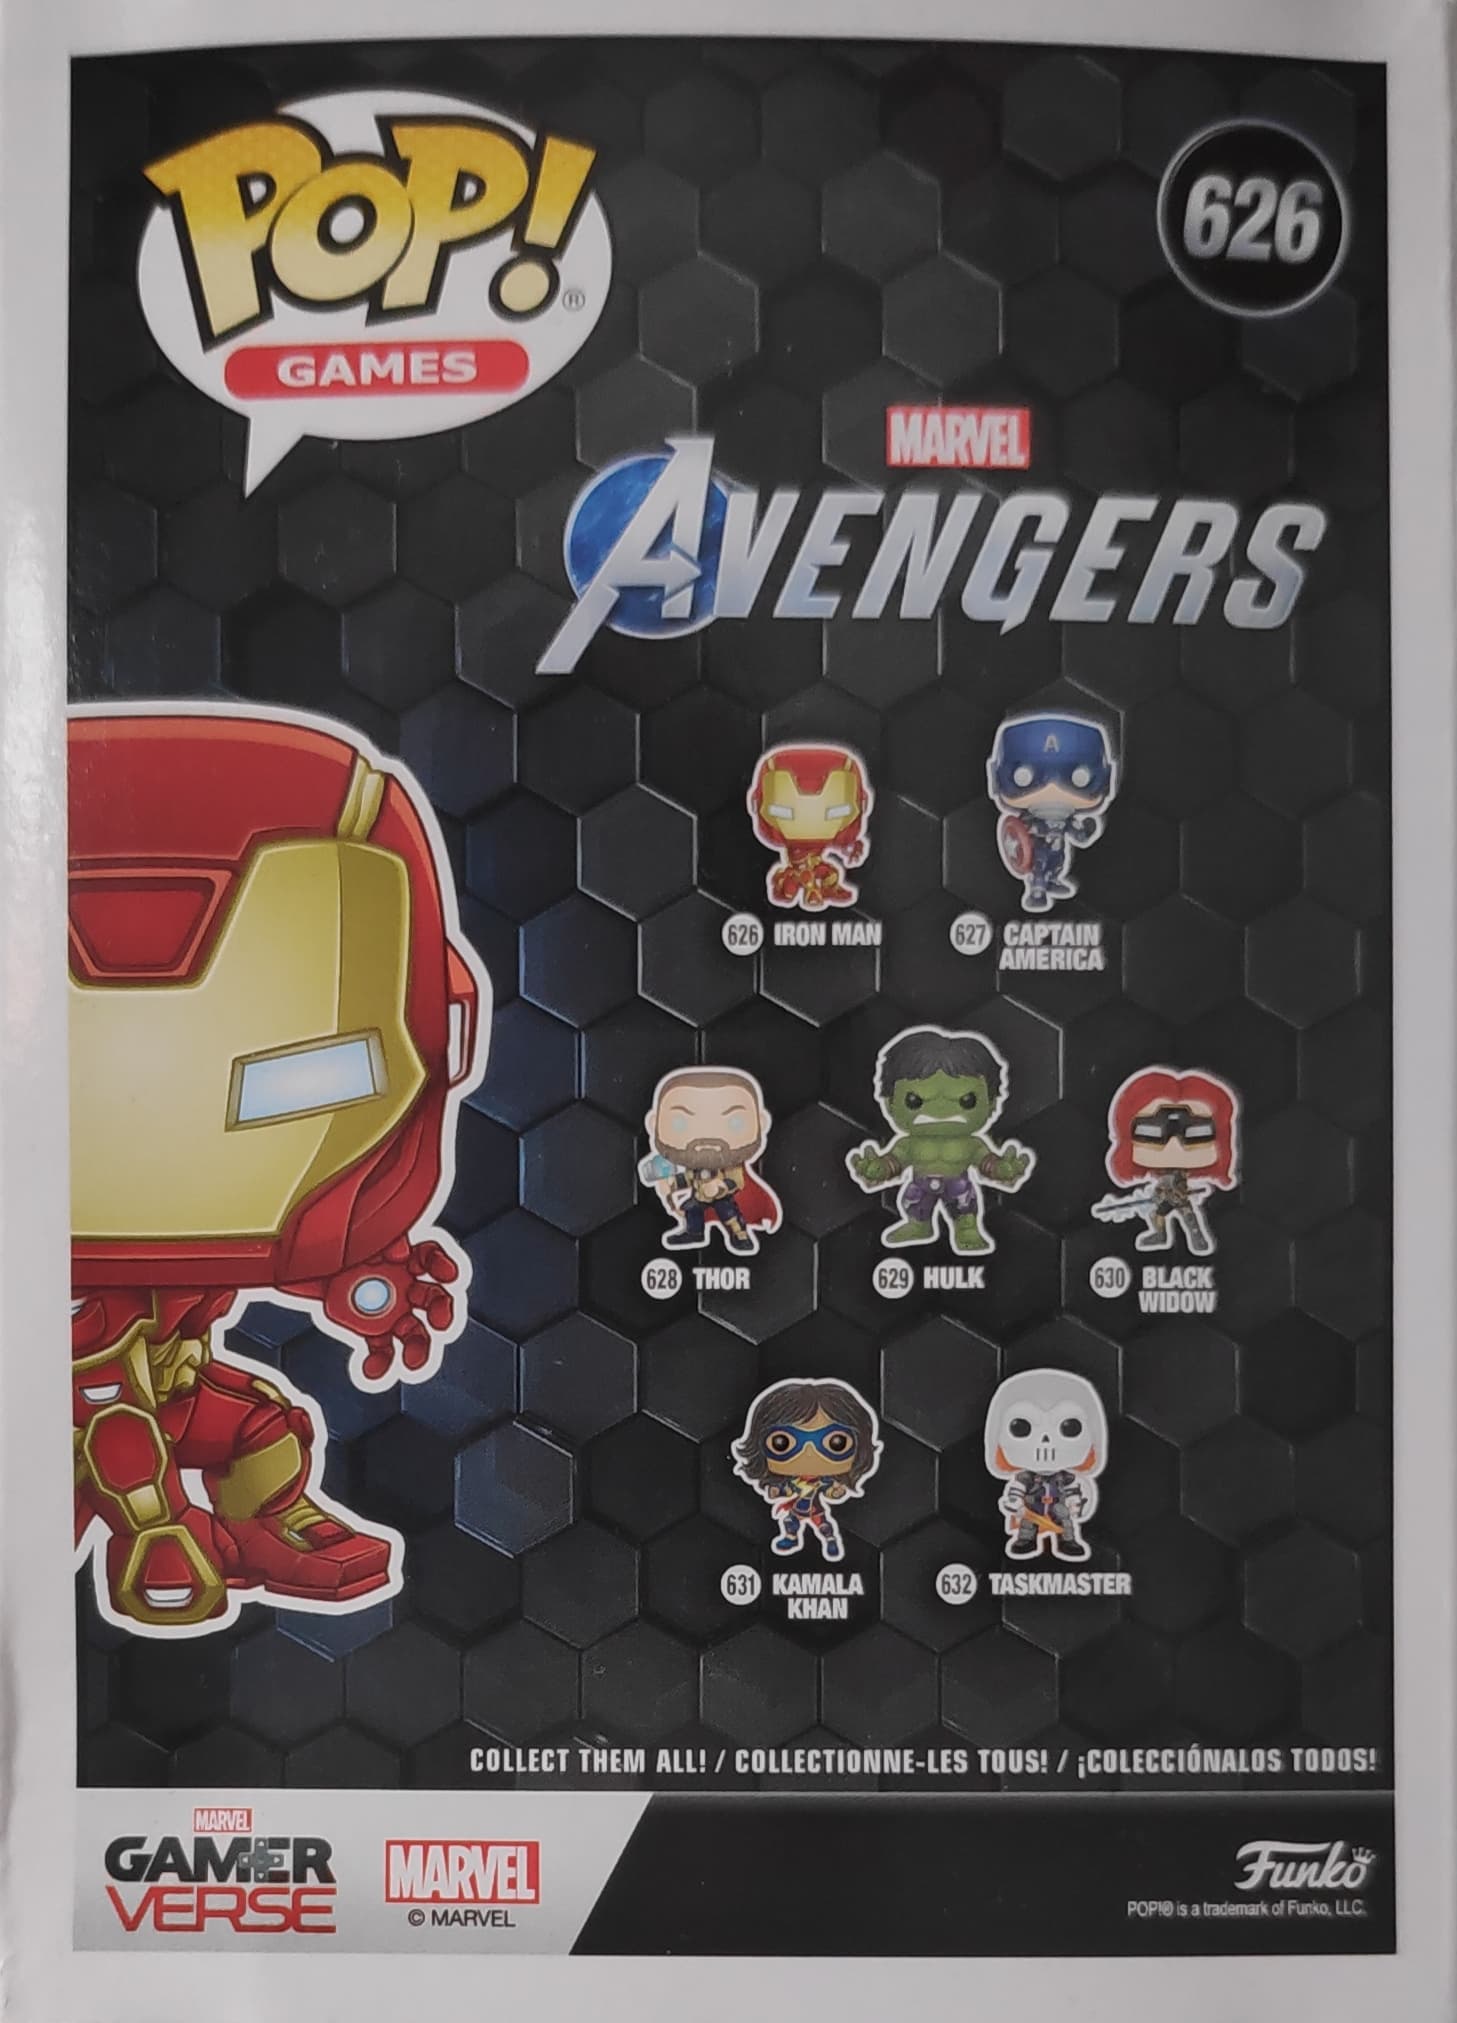 POP!®
GAMES
626
MARVEL
AVENGERS
A
626 IRON MAN
627 CAPTAIN
AMERICA
628 THOR
629 HULK
630 BLACK
WIDOW
631 KAMALA
KHAN
632 TASKMASTER
COLLECT THEM ALL! / COLLECTIONNE-LES TOUS! / ¡COLECCIÓNALOS TODOS!
MARVEL
GAMER
VERSE
MARVEL
© MARVEL
Funko
POP!® is a trademark of Funko, LLC.